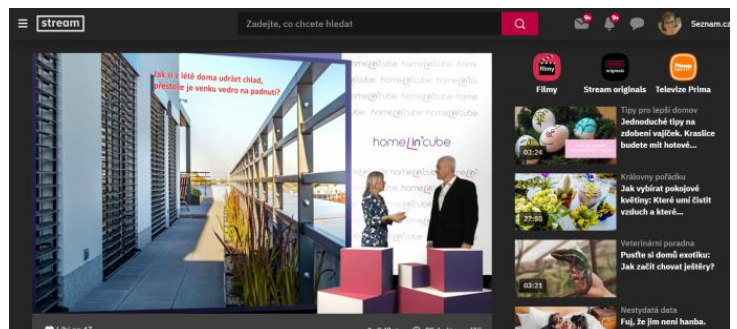 stream
Zadejte, co chcete hledat
9+
9+
Seznam.cz
Jak si v létě doma udržet chlad,
přestože je venku vedro na padnutí?
home in cube
Filmy
Stream originals
Televize Prima
Tipy pro lepší domov
Jednoduché tipy na
zdobení vajíček. Kraslice
budete mít hotové...
03:24
Královny pořádku
Jak vybírat pokojové
květiny: Které umí čistit
vzduch a které...
27:50
Veterinární poradna
Pusťte si domů exotiku:
Jak začít chovat ještěry?
03:21
Nestydatá data
Fuj, že jim není hanba.